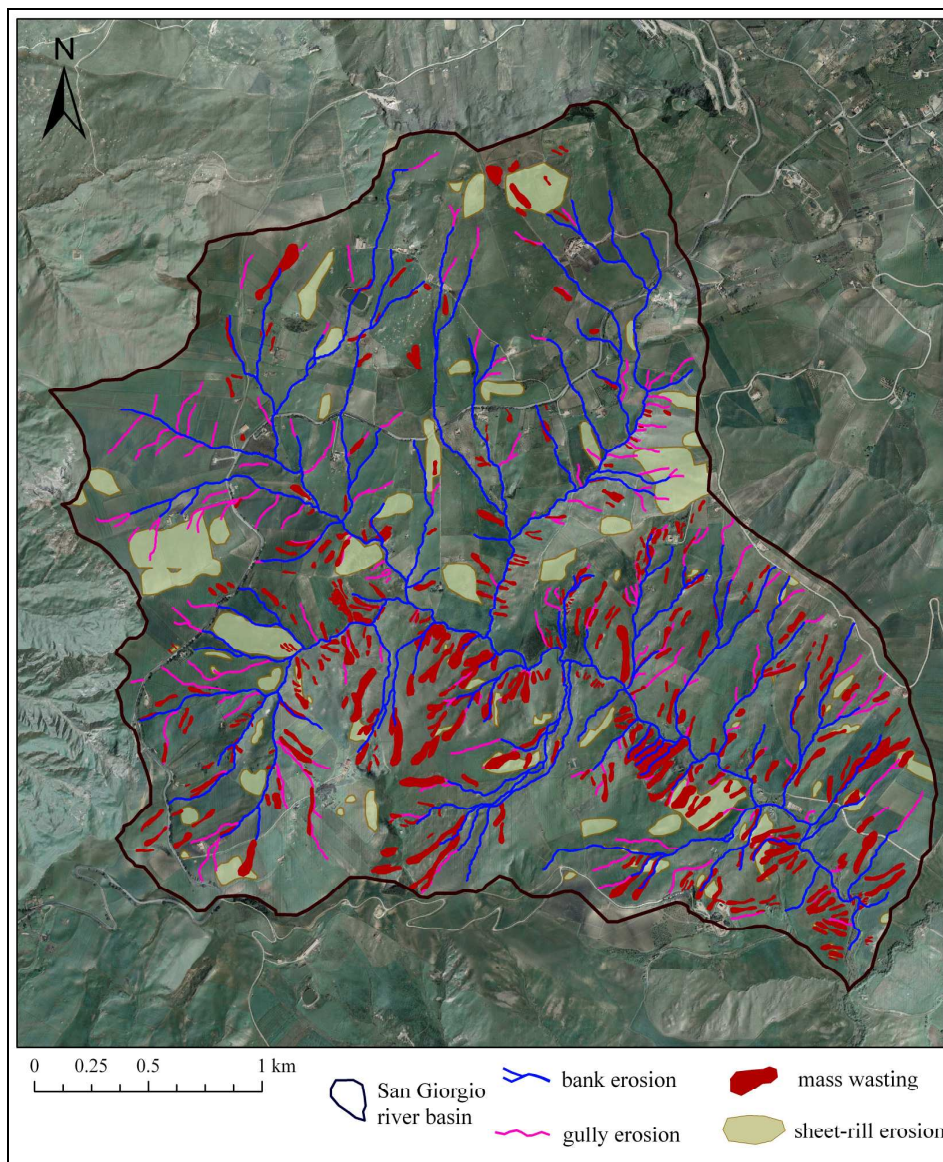 N
0 0.25 0.5 1 km
San Giorgio
river basin
bank erosion
gully erosion
mass wasting
sheet-rill erosion